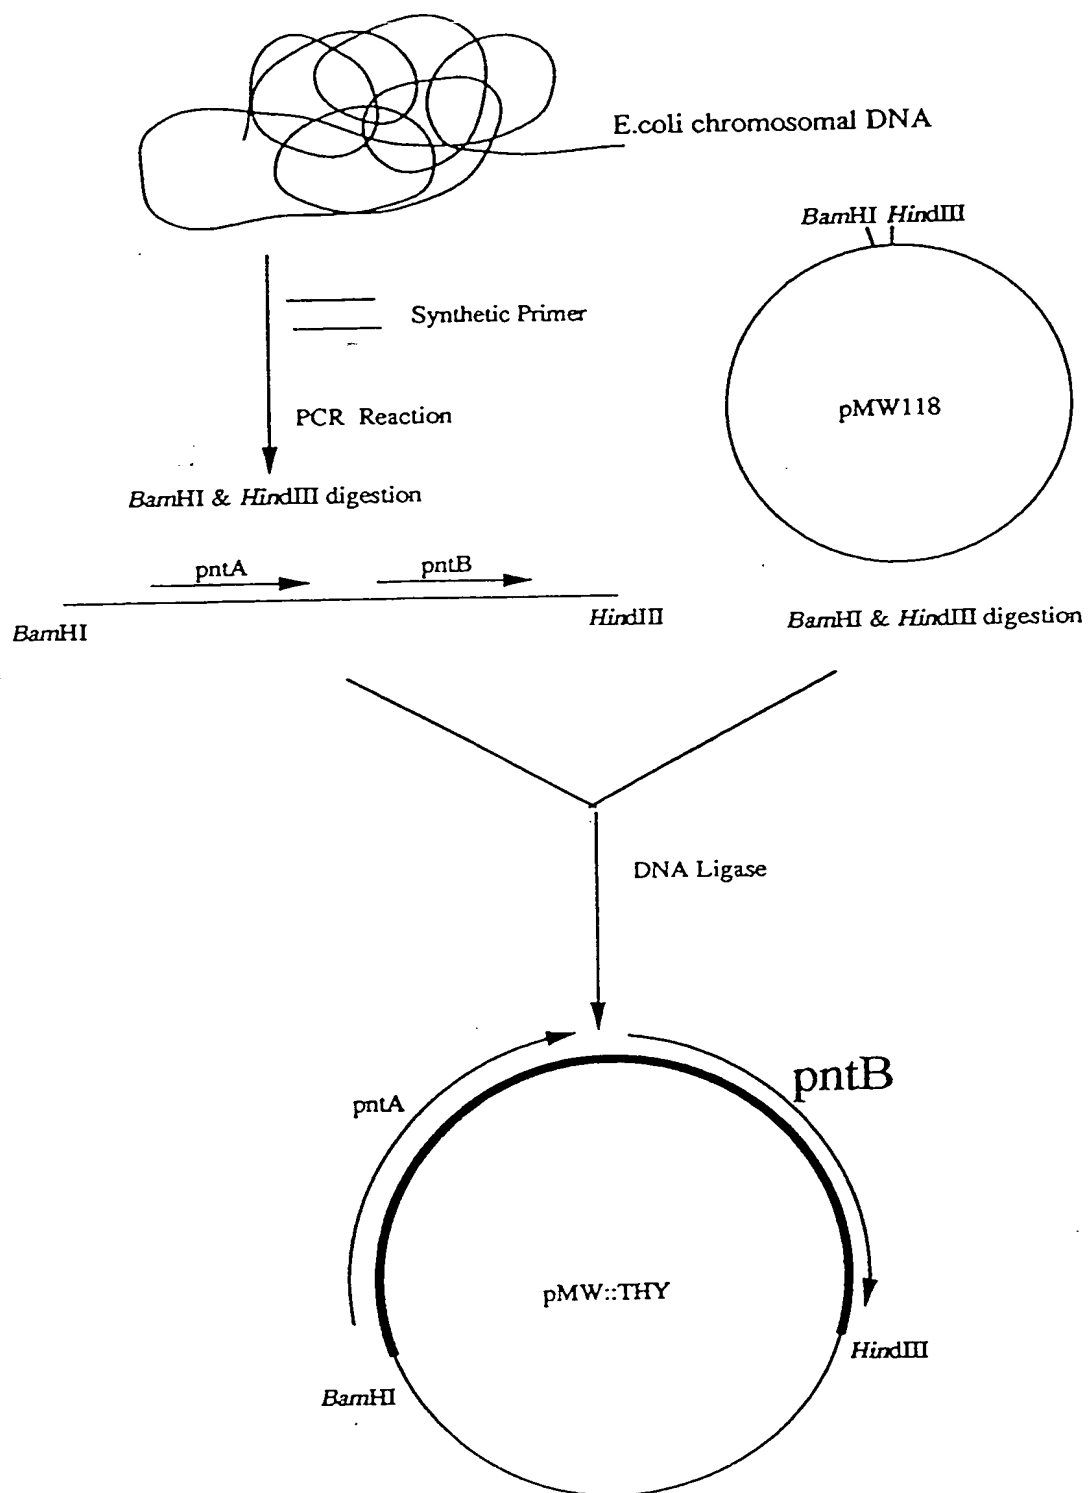 E.coli chromosomal DNA
BamHI HindIII
Synthetic Primer
pMW118
PCR Reaction
BamHI & HindIII digestion
pntA
pntB
BamHI
HindIII
BamHI & HindIII digestion
DNA Ligase
pntA
pntB
pMW::THY
HindIII
BamHI